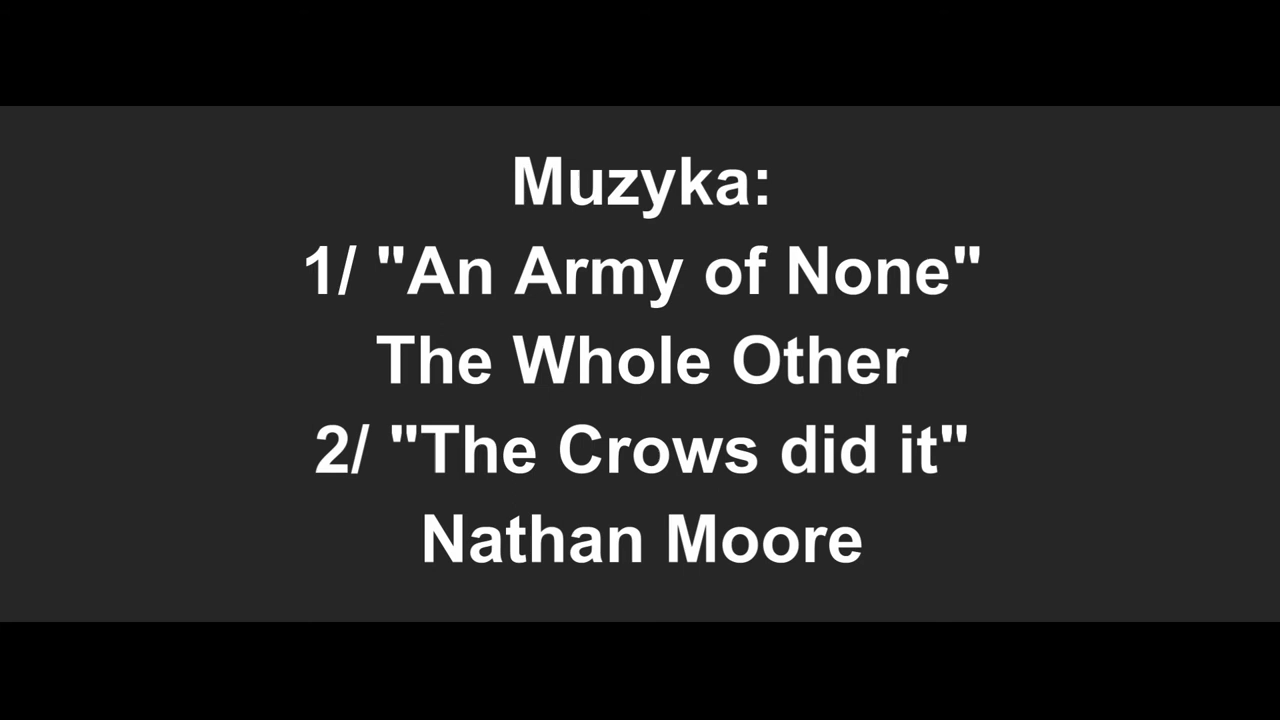 Muzyka:
1/ "An Army of None"
The Whole Other
2/ "The Crows did it"
Nathan Moore